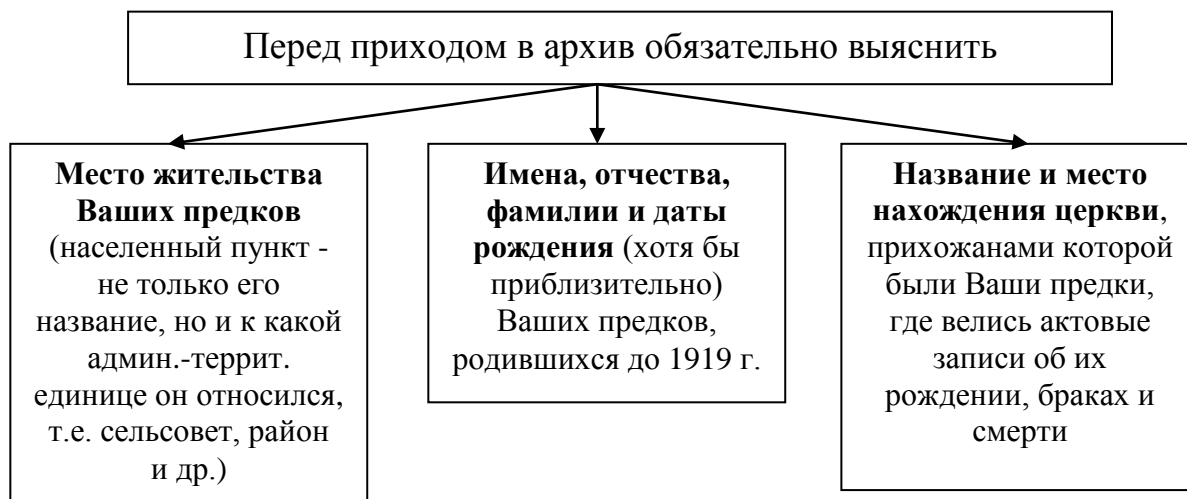 Перед приходом в архив обязательно выяснить
Место жительства
Ваших предков
(населенный пункт -
не только его
название, но и к какой
админ.-террит.
единице он относился,
т.е. сельсовет, район
и др.)
Имена, отчества,
фамилии и даты
рождения (хотя бы
приблизительно)
Ваших предков,
родившихся до 1919 г.
Название и место
нахождения церкви,
прихожанами которой
были Ваши предки,
где велись актовые
записи об их
рождении, браках и
смерти